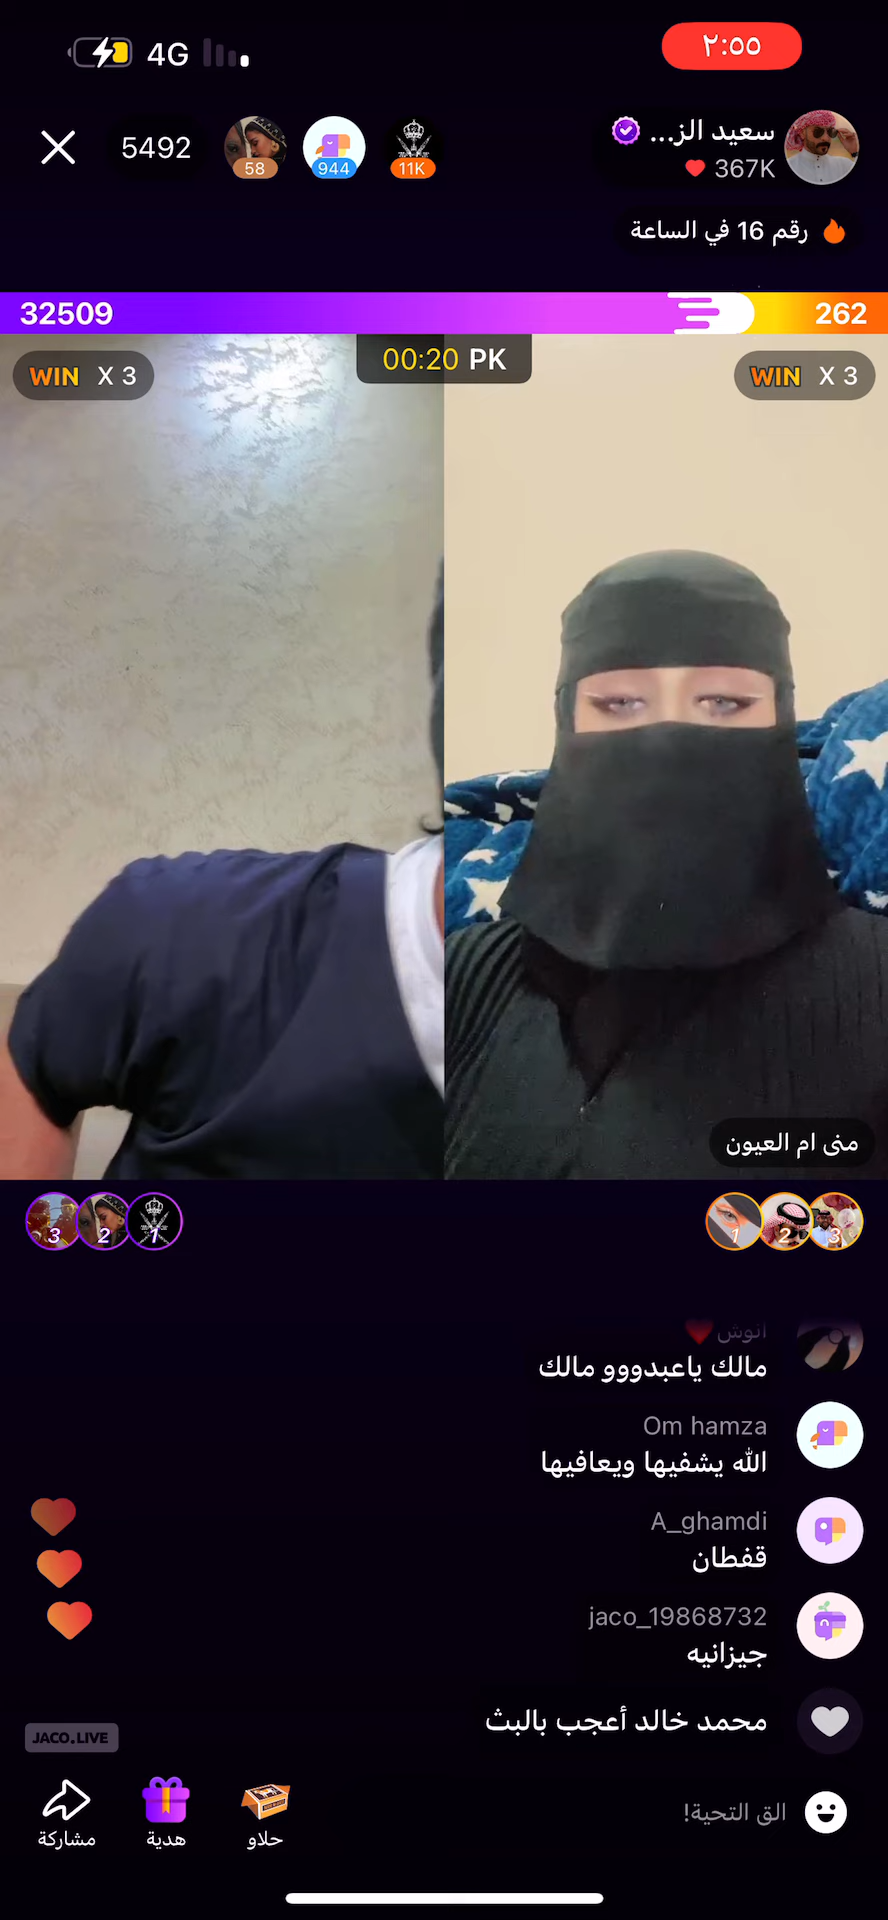 4G
٢:٥٥
سعيد الز...
367K
5492
58
944
11K
رقم 16 في الساعة
32509
262
WIN X 3
00:20 PK
WIN X 3
منى ام العيون
3
2
1
1
2
3
انوش
مالك ياعبدووو مالك
Om hamza
الله يشفيها ويعافيها
A_ghamdi
قفطان
jaco_19868732
جيزانيه
محمد خالد أعجب بالبث
JACO.LIVE
الق التحية!
مشاركة
هدية
حلاو